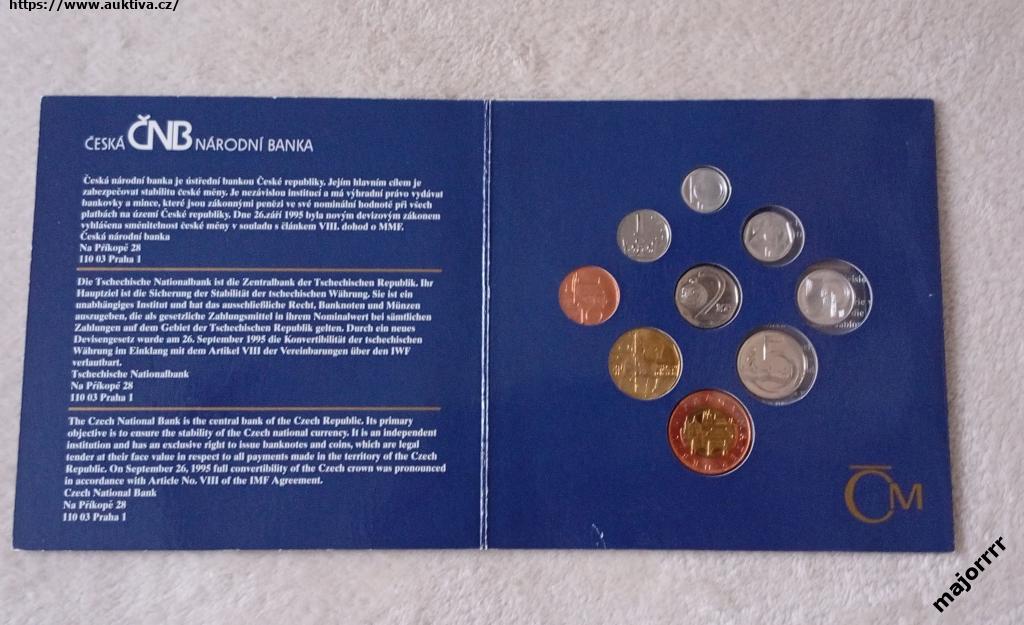 https://www.auktiva.cz/
ČESKÁ ČNB NÁRODNÍ BANKA
Česká národní banka je ústřední bankou České republiky. Jejím hlavním cílem je
zabezpečovat stabilitu české měny. Je nezávislou institucí a má výhradní právo vydávat
bankovky a mince, které jsou zákonnými penězi ve své nominální hodnotě při všech
platbách na území České republiky. Dne 26.září 1995 byla novým devizovým zákonem
vyhlášena směnitelnost české měny v souladu s článkem VIII. dohod o MMF.
Česká národní banka
Na Příkopě 28
110 03 Praha 1
Die Tschechische Nationalbank ist die Zentralbank der Tschechischen Republik. Ihr
Hauptziel ist die Sicherung der Stabilität der tschechischen Währung. Sie ist ein
unabhängiges Institut und hat das ausschließliche Recht, Banknoten und Münzen
auszugeben, die als gesetzliche Zahlungsmittel in ihrem Nominalwert bei sämtlichen
Zahlungen auf dem Gebiet der Tschechischen Republik gelten. Durch ein neues
Devisengesetz wurde am 26. September 1995 die Konvertibilität der tschechischen
Währung im Einklang mit dem Artikel VIII der Vereinbarungen über den IWF
verlautbart.
Tschechische Nationalbank
Na Příkopě 28
110 03 Praha 1
The Czech National Bank is the central bank of the Czech Republic. Its primary
objective is to ensure the stability of the Czech national currency. It is an independent
institution and has an exclusive right to issue banknotes and coins, which are legal
tender at their face value in respect to all payments made in the territory of the Czech
Republic. On September 26, 1995 full convertibility of the Czech crown was pronounced
in accordance with Article No. VIII of the IMF Agreement.
Czech National Bank
Na Příkopě 28
110 03 Praha 1
1
2
Kč
10
5
ČM
majorrrr